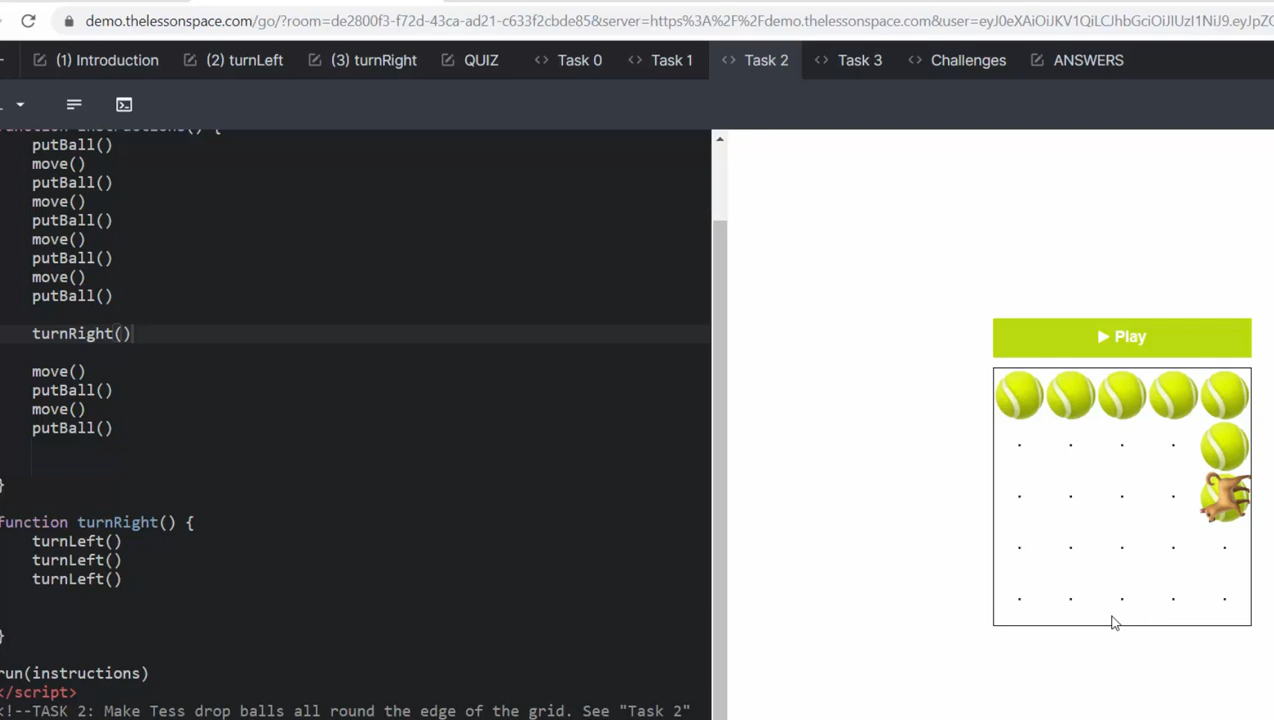 demo.thelessonspace.com/go/?room=de2800f3-f72d-43ca-ad21-c633f2cbde85&server=https%3A%2F%2Fdemo.thelessonspace.com&user=eyJ0eXAiOiJKV1QiLCJhbGciOiJIUzI1NiJ9.eyJpZC
(1) Introduction (2) turnLeft (3) turnRight QUIZ Task 0 Task 1 Task 2 Task 3 Challenges ANSWERS
function instructions() {
putBall()
move()
putBall()
move()
putBall()
move()
putBall()
move()
putBall()
turnRight()
move()
putBall()
move()
putBall()
}
function turnRight() {
turnLeft()
turnLeft()
turnLeft()
}
run(instructions)
</script>
<!--TASK 2: Make Tess drop balls all round the edge of the grid. See "Task 2"
Play